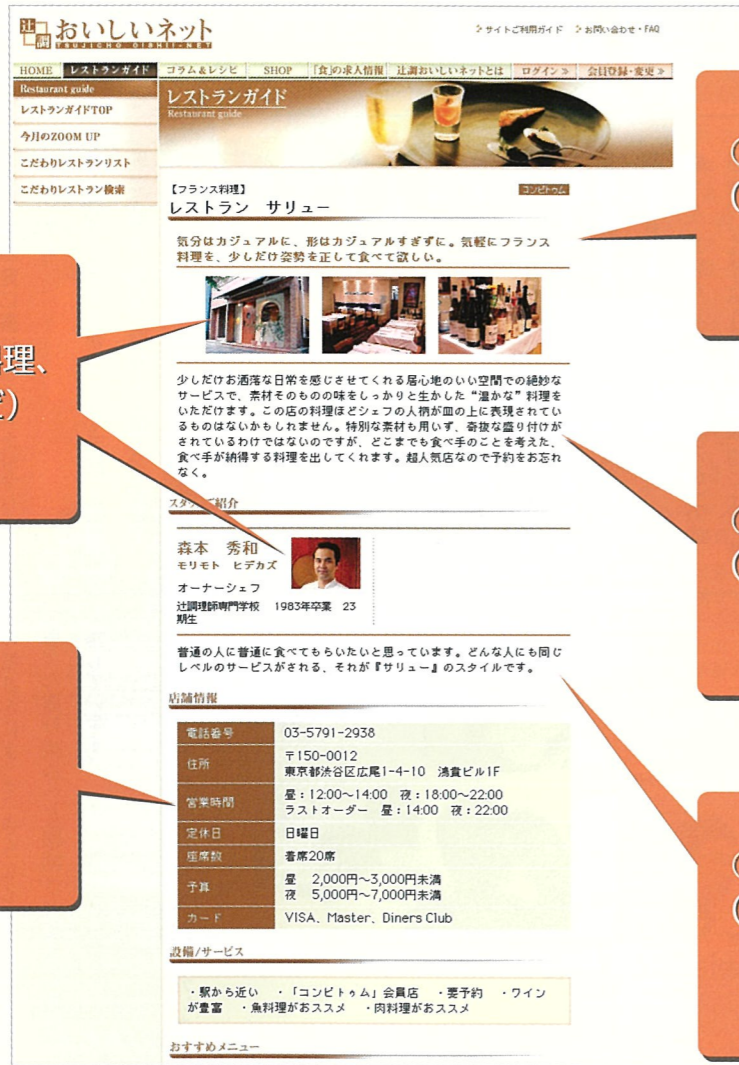 辻調おいしいネット
TSUJICHO OISHII-NET
サイトご利用ガイド お問い合わせ・FAQ
HOME レストランガイド コラム&レシピ SHOP 「食」の求人情報 辻調おいしいネットとは ログイン» 会員登録・変更»
Restaurant guide
レストランガイドTOP
今月のZOOM UP
こだわりレストランリスト
こだわりレストラン検索
レストランガイド
Restaurant guide
【フランス料理】
コンピトゥム
レストラン サリュー
気分はカジュアルに、形はカジュアルすぎずに。気軽にフランス
料理を、少しだけ姿勢を正して食べて欲しい。
理、
少しだけお洒落な日常を感じさせてくれる居心地のいい空間での絶妙な
サービスで、素材そのものの味をしっかりと生かした“温かな”料理を
いただけます。この店の料理ほどシェフの人柄が皿の上に表現されてい
るものはないかもしれません。特別な素材も用いず、奇抜な盛り付けが
されているわけではないのですが、どこまでも食べ手のことを考えた、
食べ手が納得する料理を出してくれます。超人気店なので予約をお忘れ
なく。
スタッフご紹介
森本 秀和
モリモト ヒデカズ
オーナーシェフ
辻調理師専門学校 1983年卒業 23
期生
普通の人に普通に食べてもらいたいと思っています。どんな人にも同じ
レベルのサービスがされる、それが『サリュー』のスタイルです。
店舗情報
電話番号 03-5791-2938
住所 〒150-0012
東京都渋谷区広尾1-4-10 鴻貴ビル1F
営業時間 昼:12:00~14:00 夜:18:00~22:00
ラストオーダー 昼:14:00 夜:22:00
定休日 日曜日
座席数 着席20席
予算 昼 2,000円~3,000円未満
夜 5,000円~7,000円未満
カード VISA、Master、Diners Club
設備/サービス
・駅から近い ・「コンピトゥム」会員店 ・要予約 ・ワイン
が豊富 ・魚料理がおススメ ・肉料理がおススメ
おすすめメニュー